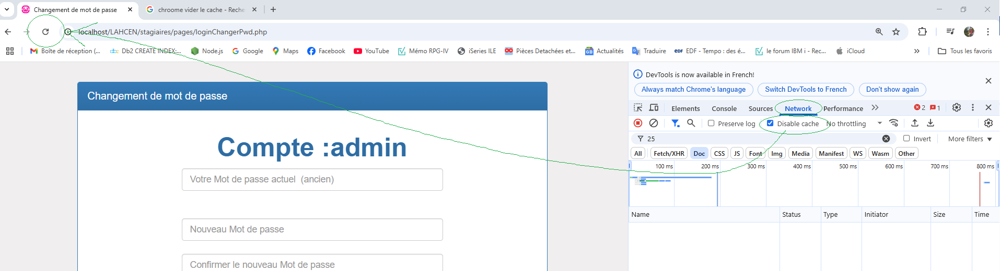 Changement de mot de passe
chroome vider le cache - Reche
localhost/LAHCEN/stagiaires/pages/loginChangerPwd.php
Boîte de réception (...
Db2 CREATE INDEX:...
Node.js
Google
Maps
Facebook
YouTube
Mémo RPG-IV
iSeries ILE
Pièces Detachées et...
Actualités
Traduire
EDF - Tempo : des é...
le forum IBM i - Rec...
iCloud
Tous les favoris
Changement de mot de passe
Compte :admin
Votre Mot de passe actuel (ancien)
Nouveau Mot de passe
Confirmer le nouveau Mot de passe
DevTools is now available in French!
Always match Chrome's language
Switch DevTools to French
Don't show again
Elements
Console
Sources
Network
Performance
2
1
Preserve log
Disable cache
No throttling
25
Invert
More filters
All
Fetch/XHR
Doc
CSS
JS
Font
Img
Media
Manifest
WS
Wasm
Other
100 ms
200 ms
300 ms
400 ms
500 ms
600 ms
700 ms
800 ms
Name
Status
Type
Initiator
Size
Time